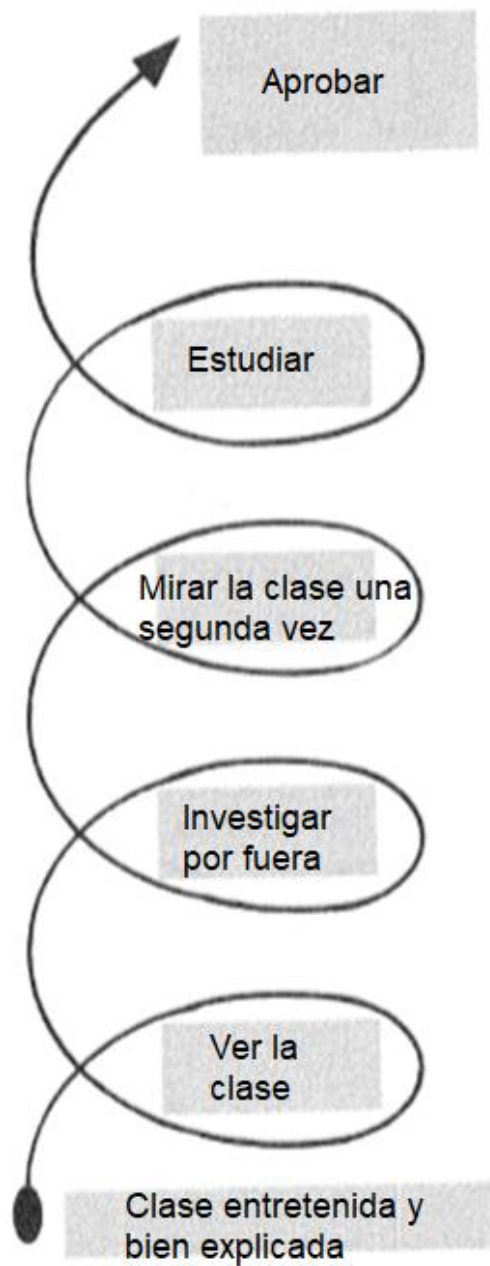 Aprobar
Estudiar
Mirar la clase una
segunda vez
Investigar
por fuera
Ver la
clase
Clase entretenida y
bien explicada